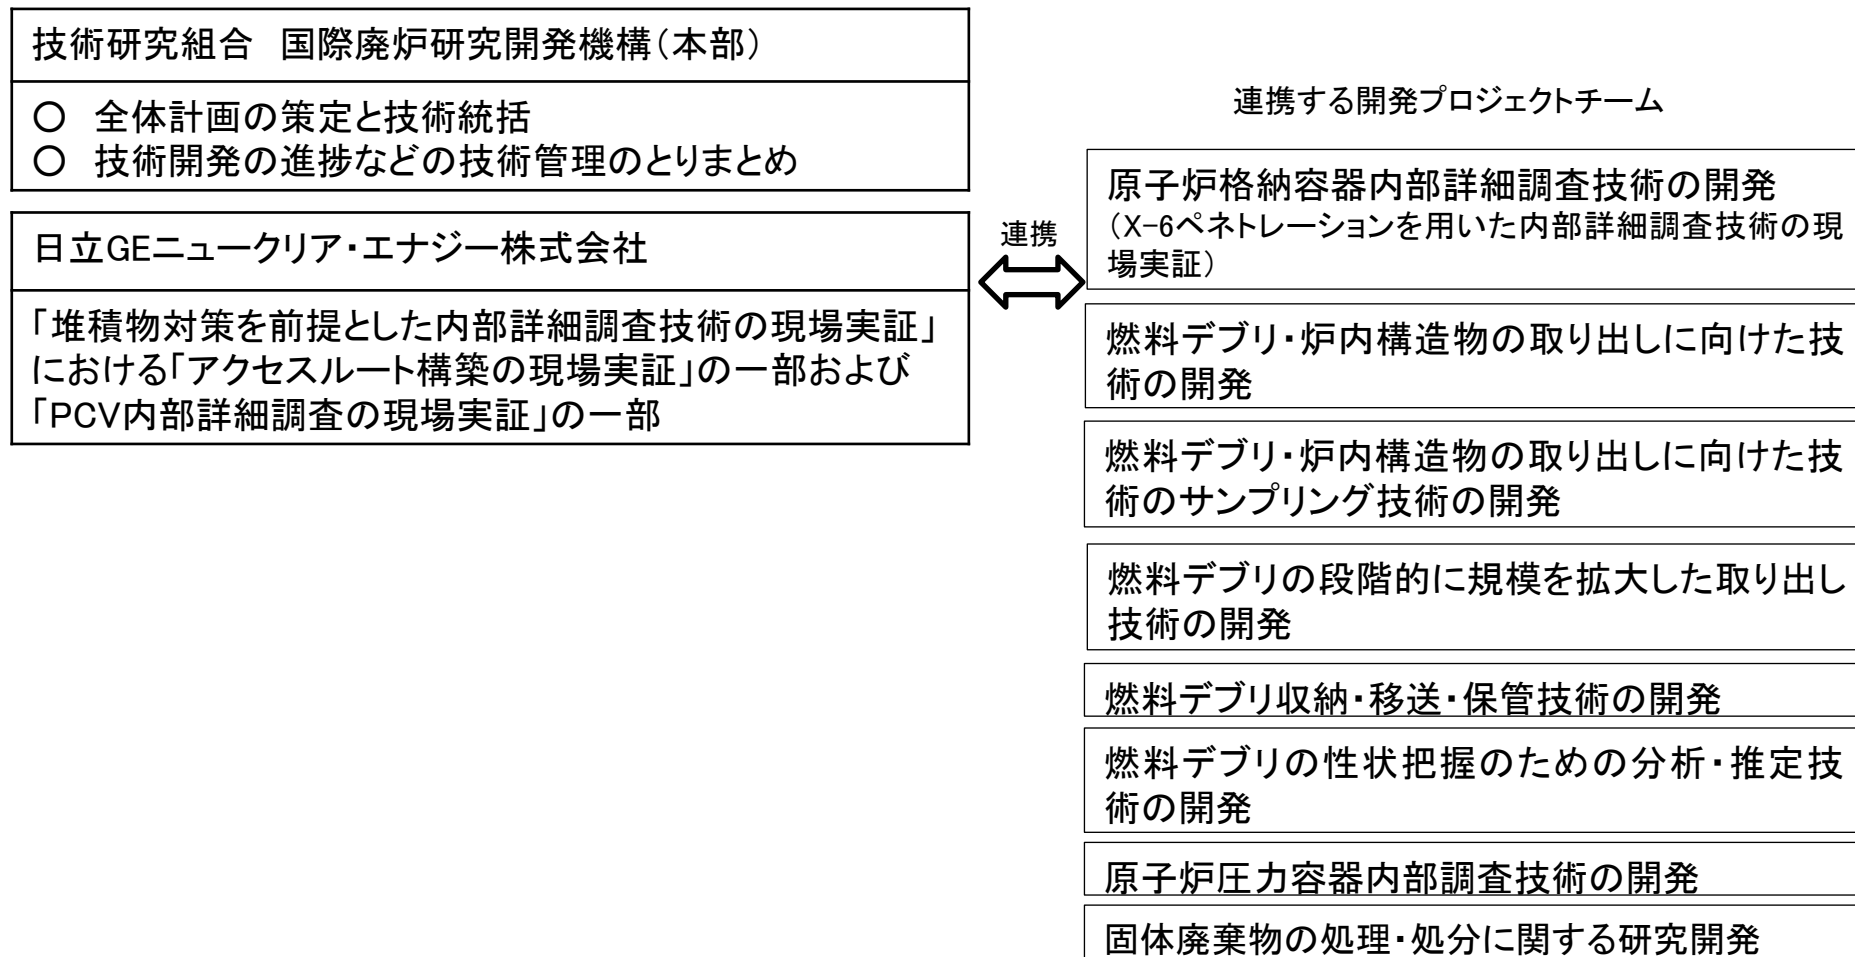 技術研究組合　国際廃炉研究開発機構（本部）
○　全体計画の策定と技術統括
○　技術開発の進捗などの技術管理のとりまとめ
日立GEニュークリア・エナジー株式会社
「堆積物対策を前提とした内部詳細調査技術の現場実証」
における「アクセスルート構築の現場実証」の一部および
「PCV内部詳細調査の現場実証」の一部
連携
連携する開発プロジェクトチーム
原子炉格納容器内部詳細調査技術の開発
（X-6ペネトレーションを用いた内部詳細調査技術の現
場実証）
燃料デブリ・炉内構造物の取り出しに向けた技
術の開発
燃料デブリ・炉内構造物の取り出しに向けた技
術のサンプリング技術の開発
燃料デブリの段階的に規模を拡大した取り出し
技術の開発
燃料デブリ収納・移送・保管技術の開発
燃料デブリの性状把握のための分析・推定技
術の開発
原子炉圧力容器内部調査技術の開発
固体廃棄物の処理・処分に関する研究開発